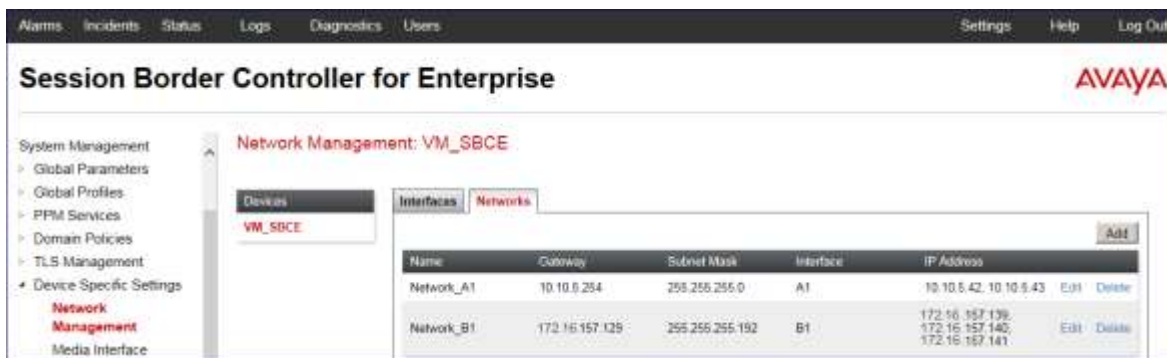 Alarms Incidents Status Logs Diagnostics Users Settings Help Log Out
Session Border Controller for Enterprise
AVAYA
System Management
Global Parameters
Global Profiles
PPM Services
Domain Policies
TLS Management
Device Specific Settings
Network
Management
Media Interface
Network Management: VM_SBCE
Devices
VM_SBCE
Interfaces Networks
Add
Name Gateway Subnet Mask Interface IP Address
Network_A1 10.10.5.254 255.255.255.0 A1 10.10.5.42, 10.10.5.43 Edit Delete
Network_B1 172.16.157.129 255.255.255.192 B1 172.16.157.139,
172.16.157.140,
172.16.157.141 Edit Delete